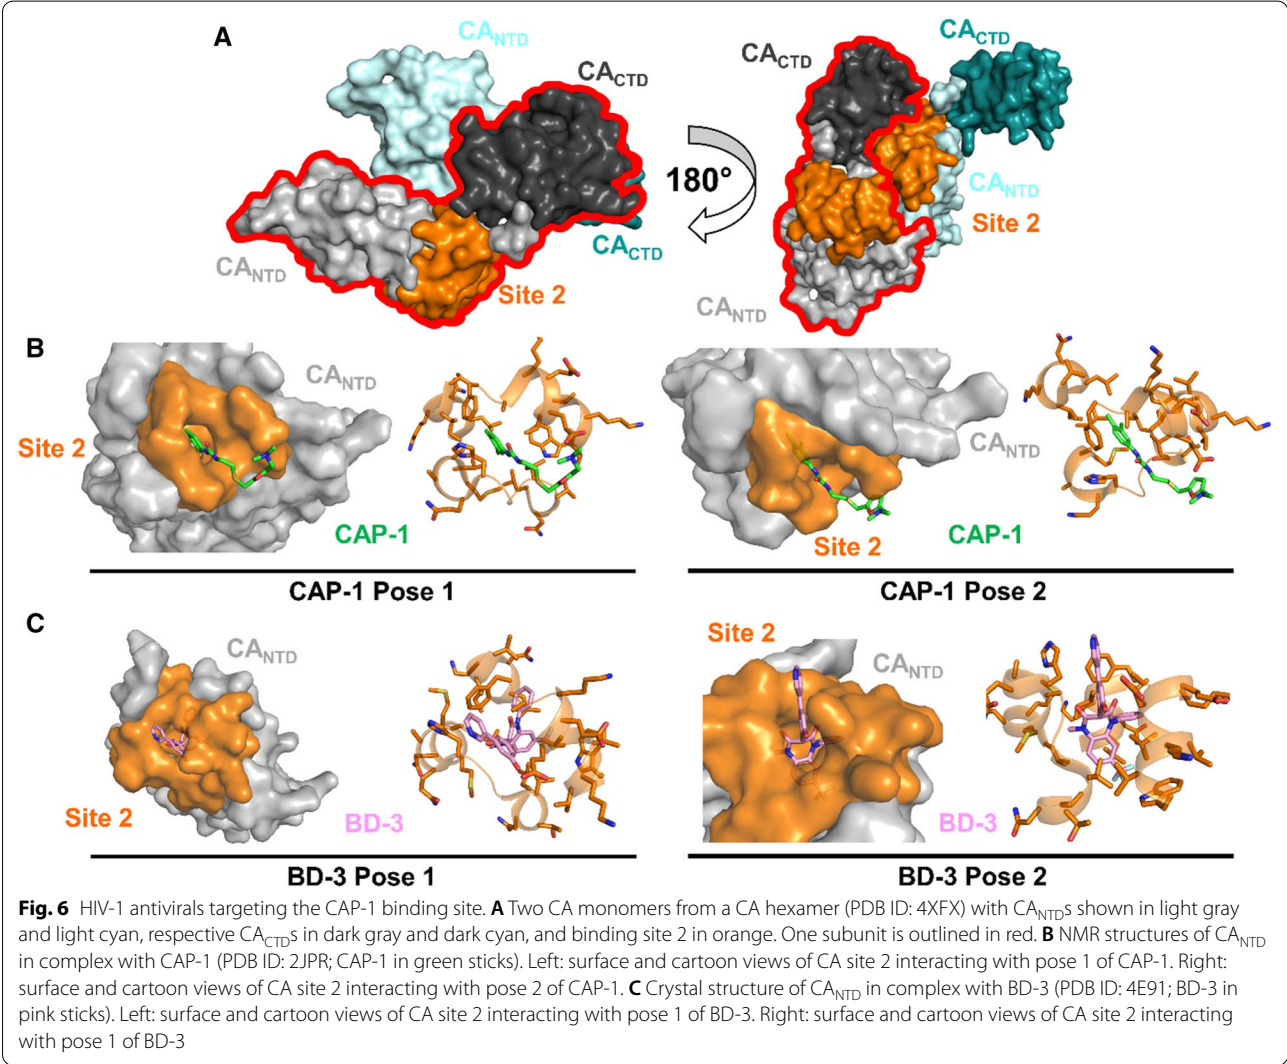 A
CA_NTD
CA_CTD
CA_NTD
CA_CTD
Site 2
180°
CA_CTD
CA_CTD
CA_NTD
Site 2
CA_NTD
B
CA_NTD
Site 2
CAP-1
CAP-1 Pose 1
CA_NTD
Site 2
CAP-1
CAP-1 Pose 2
C
CA_NTD
Site 2
BD-3
BD-3 Pose 1
Site 2
CA_NTD
BD-3
BD-3 Pose 2
Fig. 6 HIV-1 antivirals targeting the CAP-1 binding site. A Two CA monomers from a CA hexamer (PDB ID: 4XFX) with CA_NTDs shown in light gray
and light cyan, respective CA_CTDs in dark gray and dark cyan, and binding site 2 in orange. One subunit is outlined in red. B NMR structures of CA_NTD
in complex with CAP-1 (PDB ID: 2JPR; CAP-1 in green sticks). Left: surface and cartoon views of CA site 2 interacting with pose 1 of CAP-1. Right:
surface and cartoon views of CA site 2 interacting with pose 2 of CAP-1. C Crystal structure of CA_NTD in complex with BD-3 (PDB ID: 4E91; BD-3 in
pink sticks). Left: surface and cartoon views of CA site 2 interacting with pose 1 of BD-3. Right: surface and cartoon views of CA site 2 interacting
with pose 1 of BD-3